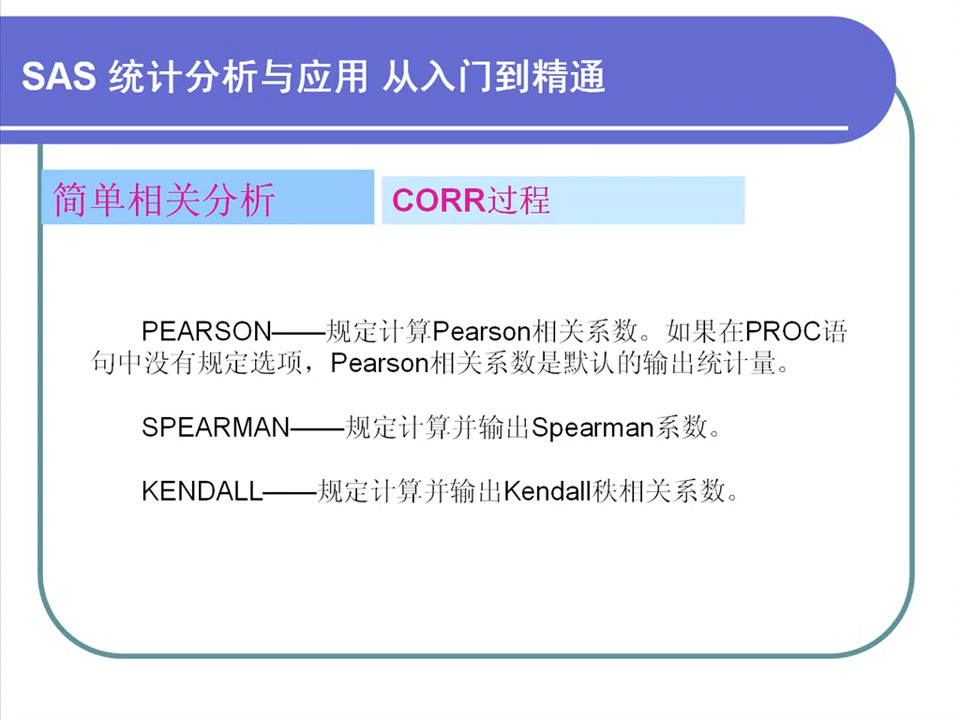 SAS 统计分析与应用 从入门到精通
简单相关分析
CORR过程
PEARSON——规定计算Pearson相关系数。如果在PROC语
句中没有规定选项，Pearson相关系数是默认的输出统计量。
SPEARMAN——规定计算并输出Spearman系数。
KENDALL——规定计算并输出Kendall秩相关系数。